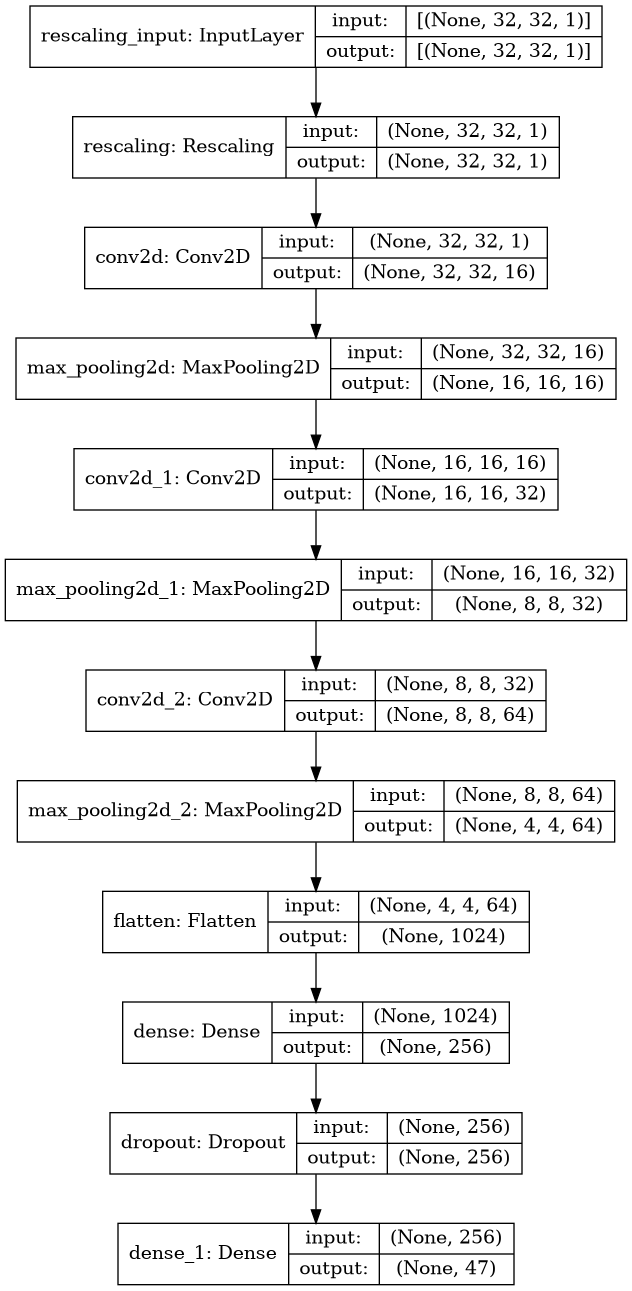 rescaling_input: InputLayer
input: [(None, 32, 32, 1)]
output: [(None, 32, 32, 1)]
rescaling: Rescaling
input: (None, 32, 32, 1)
output: (None, 32, 32, 1)
conv2d: Conv2D
input: (None, 32, 32, 1)
output: (None, 32, 32, 16)
max_pooling2d: MaxPooling2D
input: (None, 32, 32, 16)
output: (None, 16, 16, 16)
conv2d_1: Conv2D
input: (None, 16, 16, 16)
output: (None, 16, 16, 32)
max_pooling2d_1: MaxPooling2D
input: (None, 16, 16, 32)
output: (None, 8, 8, 32)
conv2d_2: Conv2D
input: (None, 8, 8, 32)
output: (None, 8, 8, 64)
max_pooling2d_2: MaxPooling2D
input: (None, 8, 8, 64)
output: (None, 4, 4, 64)
flatten: Flatten
input: (None, 4, 4, 64)
output: (None, 1024)
dense: Dense
input: (None, 1024)
output: (None, 256)
dropout: Dropout
input: (None, 256)
output: (None, 256)
dense_1: Dense
input: (None, 256)
output: (None, 47)